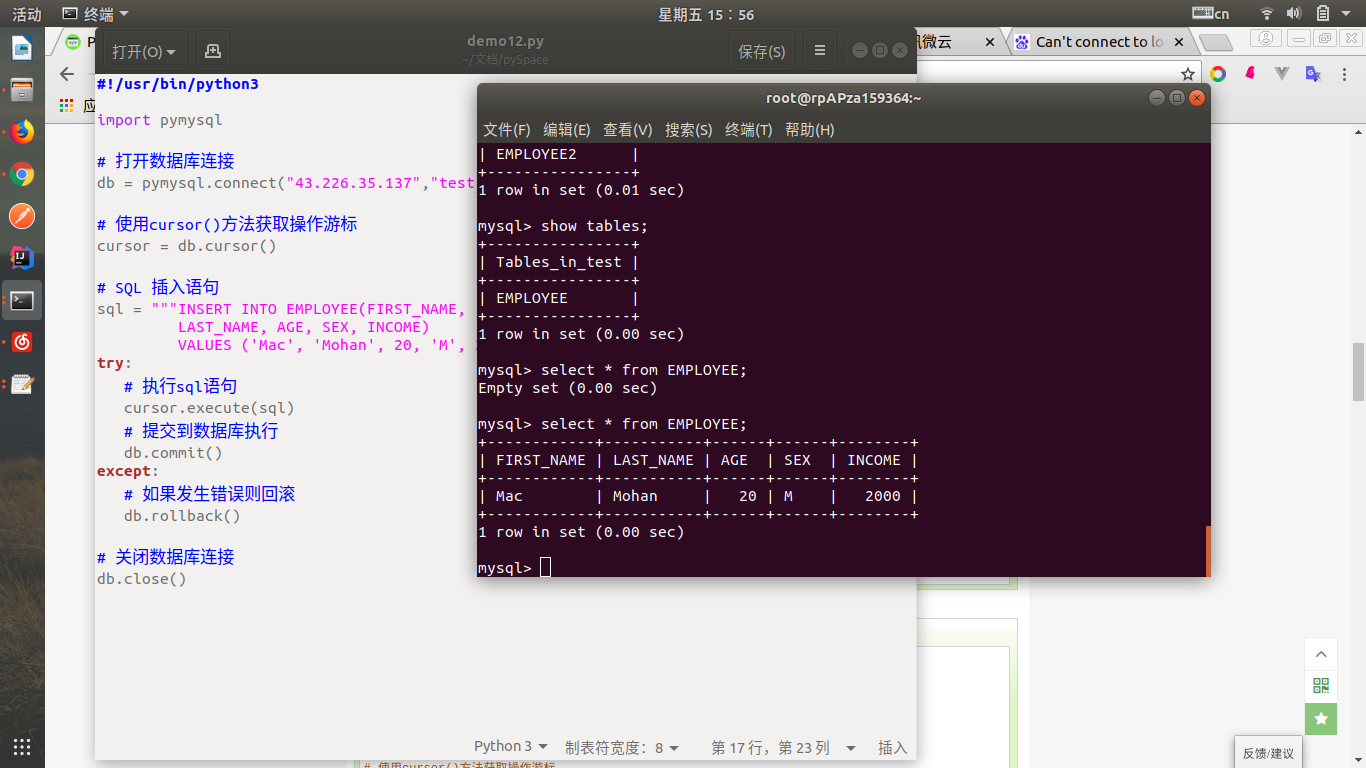 活动
终端
星期五 15：56
cn
讯微云
Can't connect to lo
打开(O)
demo12.py
~/文档/pySpace
保存(S)
应
#!/usr/bin/python3
import pymysql
# 打开数据库连接
db = pymysql.connect("43.226.35.137","test
# 使用cursor()方法获取操作游标
cursor = db.cursor()
# SQL 插入语句
sql = """INSERT INTO EMPLOYEE(FIRST_NAME,
LAST_NAME, AGE, SEX, INCOME)
VALUES ('Mac', 'Mohan', 20, 'M',
try:
# 执行sql语句
cursor.execute(sql)
# 提交到数据库执行
db.commit()
except:
# 如果发生错误则回滚
db.rollback()
# 关闭数据库连接
db.close()
Python 3
制表符宽度：8
第 17 行，第 23 列
插入
root@rpAPza159364:~
文件(F) 编辑(E) 查看(V) 搜索(S) 终端(T) 帮助(H)
| EMPLOYEE2      |
+----------------+
1 row in set (0.01 sec)
mysql> show tables;
+----------------+
| Tables_in_test |
+----------------+
| EMPLOYEE       |
+----------------+
1 row in set (0.00 sec)
mysql> select * from EMPLOYEE;
Empty set (0.00 sec)
mysql> select * from EMPLOYEE;
+------------+-----------+------+------+--------+
| FIRST_NAME | LAST_NAME | AGE  | SEX  | INCOME |
+------------+-----------+------+------+--------+
| Mac        | Mohan     |   20 | M    |   2000 |
+------------+-----------+------+------+--------+
1 row in set (0.00 sec)
mysql>
# 使用cursor()方法获取操作游标
反馈/建议